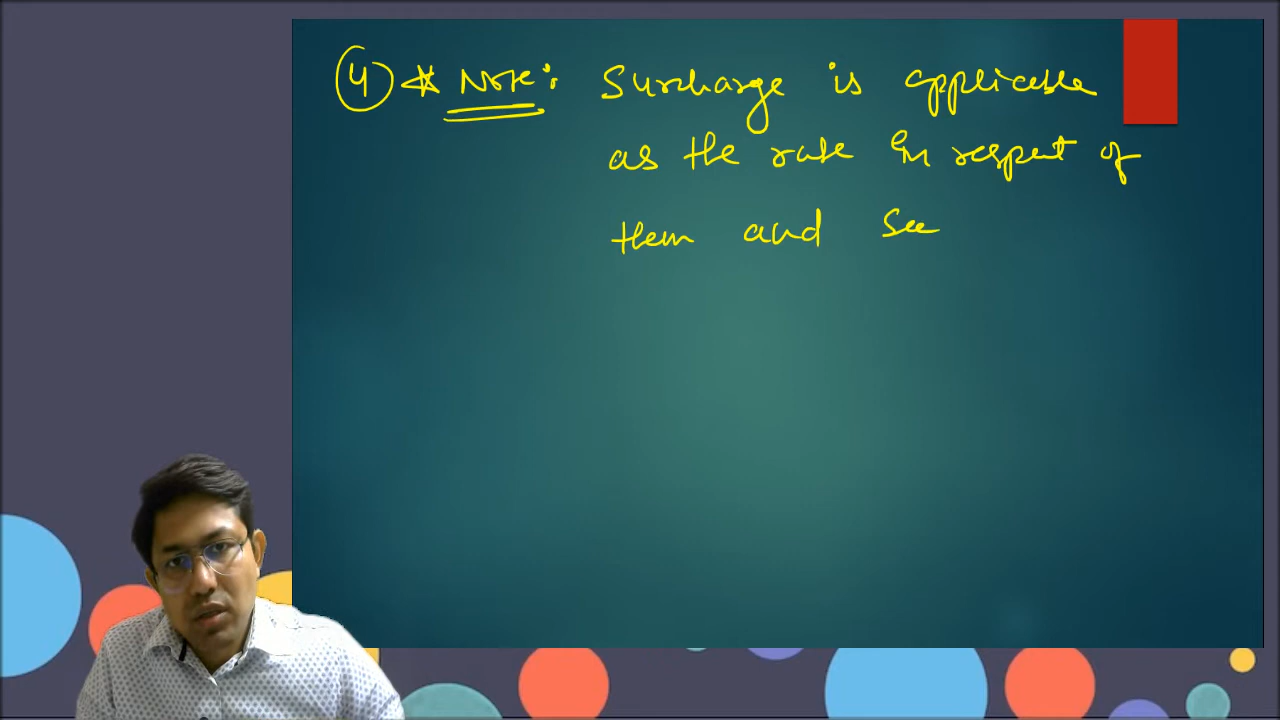 (4) * Note: Surcharge is applicable
as the rate in respect of
them and See